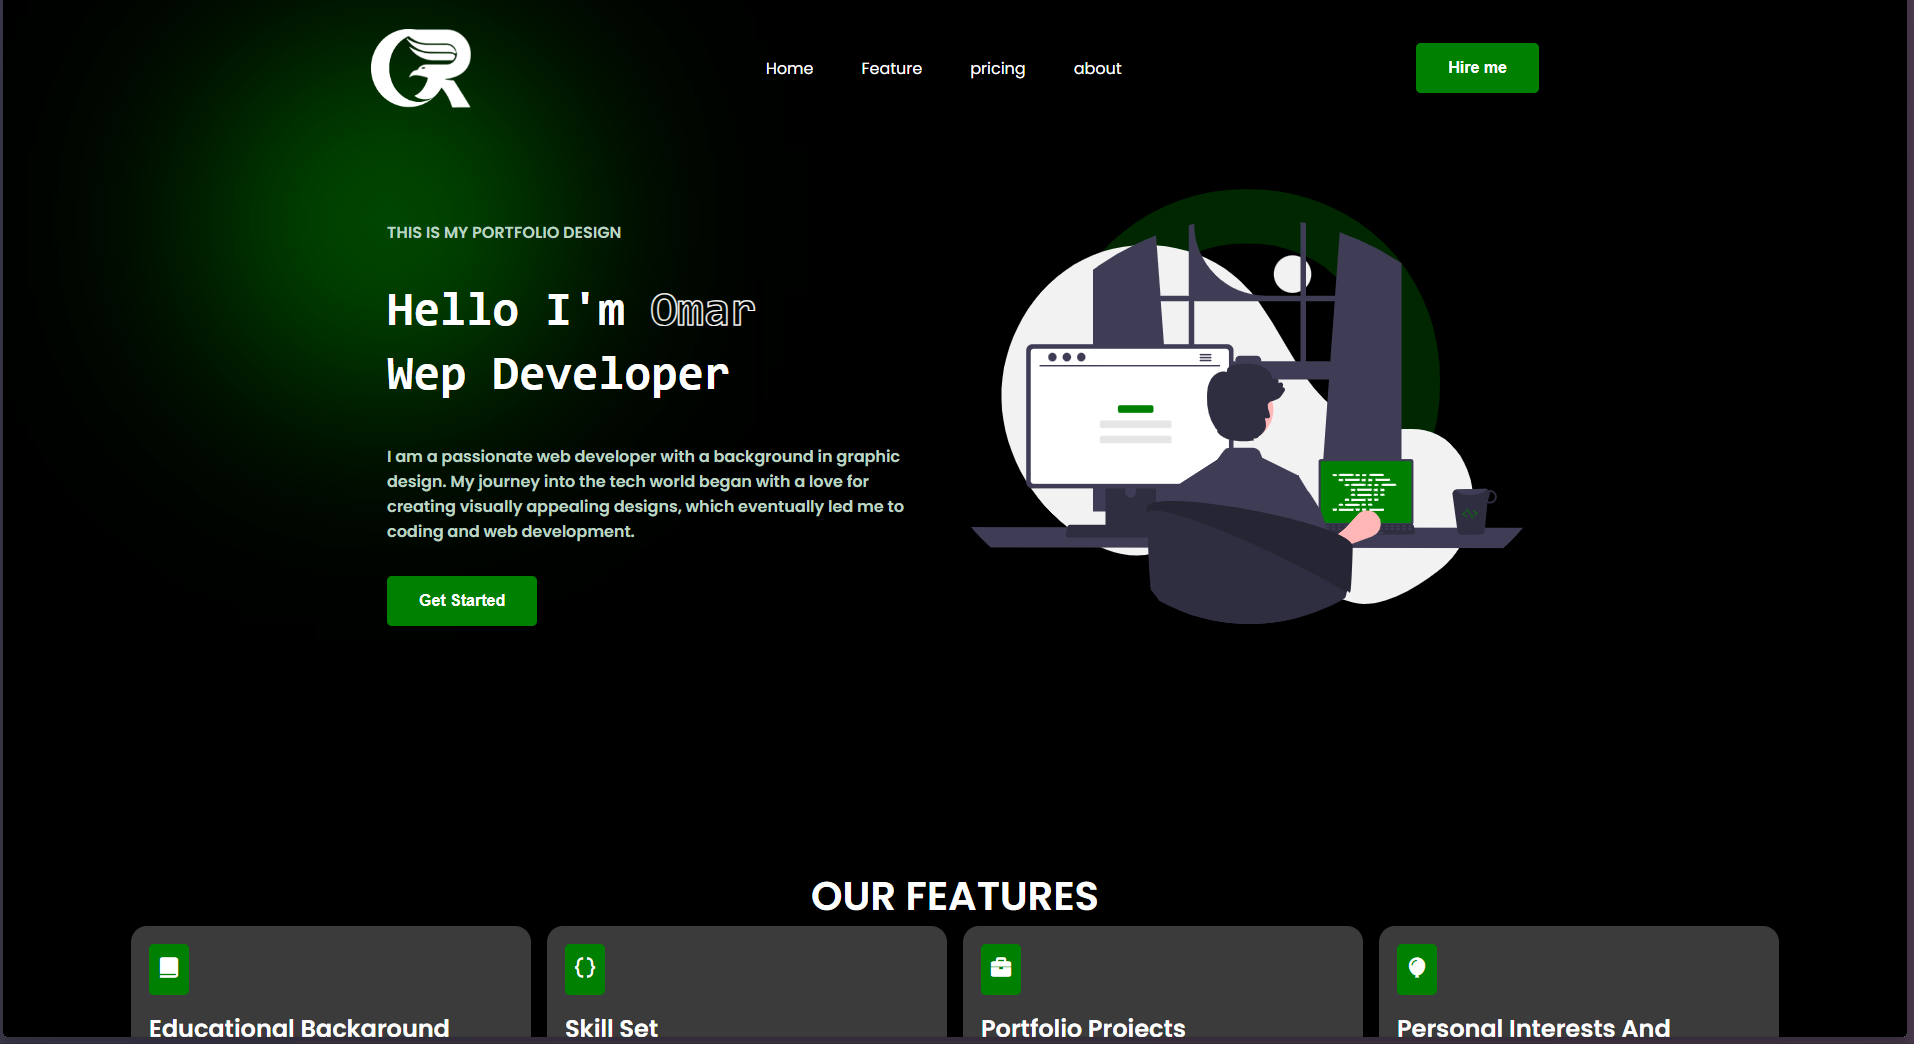 Home Feature pricing about Hire me
THIS IS MY PORTFOLIO DESIGN
Hello I'm Omar
Wep Developer
I am a passionate web developer with a background in graphic
design. My journey into the tech world began with a love for
creating visually appealing designs, which eventually led me to
coding and web development.
Get Started
OUR FEATURES
Educational Background
Skill Set
Portfolio Projects
Personal Interests And